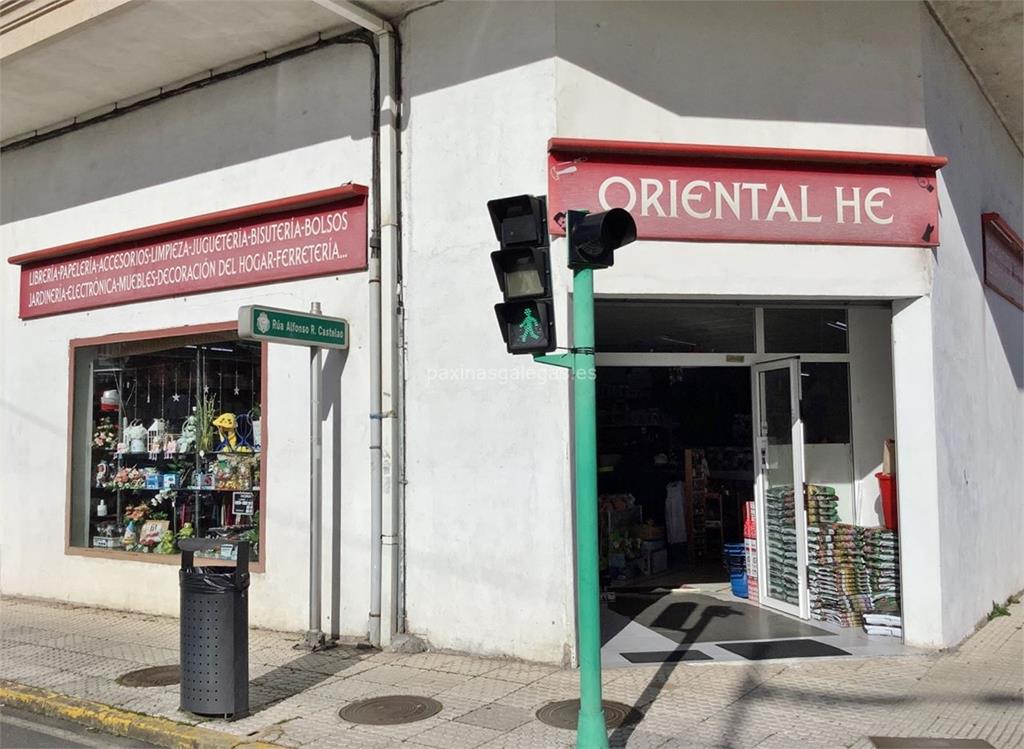 ORIENTAL HE
LIBRERÍA-PAPELERÍA-ACCESORIOS-LIMPIEZA-JUGUETERÍA-BISUTERÍA-BOLSOS
JARDINERÍA-ELECTRÓNICA-MUEBLES-DECORACIÓN DEL HOGAR-FERRETERÍA...
Rúa Alfonso R. Castelao
paxinasgalegas.es